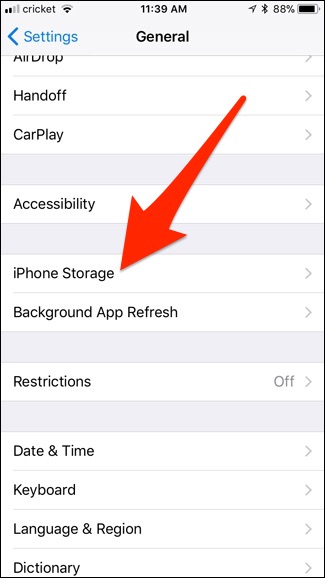 cricket 11:39 AM 88%
Settings General
AirDrop
Handoff
CarPlay
Accessibility
iPhone Storage
Background App Refresh
Restrictions Off
Date & Time
Keyboard
Language & Region
Dictionary